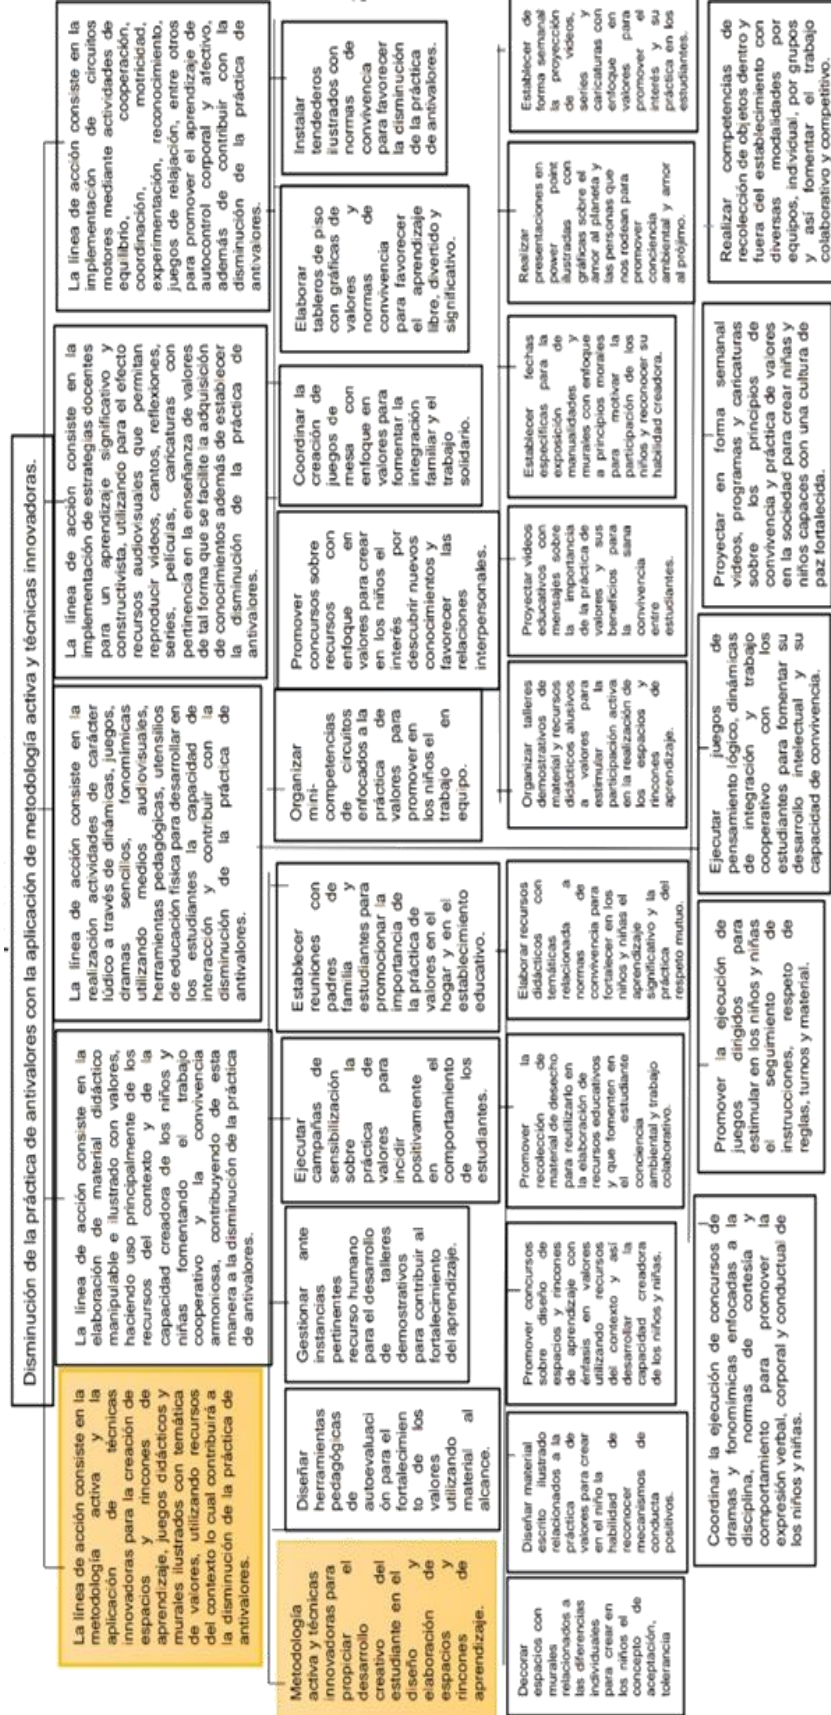 Disminución de la práctica de antivalores con la aplicación de metodología activa y técnicas innovadoras.
La línea de acción consiste en la
metodología activa y la
aplicación de técnicas
innovadoras para la creación de
espacios y rincones de
aprendizaje, juegos didácticos y
murales ilustrados con temática
de valores, utilizando recursos
del contexto lo cual contribuirá a
la disminución de la práctica de
antivalores.
La línea de acción consiste en la
elaboración de material didáctico
manipulable e ilustrado con valores,
haciendo uso principalmente de los
recursos del contexto y de la
capacidad creadora de los niños y
niñas fomentando el trabajo
cooperativo y la convivencia
armoniosa, contribuyendo de esta
manera a la disminución de la práctica
de antivalores.
La línea de acción consiste en la
realización actividades de carácter
lúdico a través de dinámicas, juegos,
dramas sencillos, fonomímicas
utilizando medios audiovisuales,
herramientas pedagógicas, utensilios
de educación física para desarrollar en
los estudiantes la capacidad de
interacción y contribuir con la
disminución de la práctica de
antivalores.
La línea de acción consiste en la
implementación de estrategias docentes
para un aprendizaje significativo y
constructivista, utilizando para el efecto
recursos audiovisuales que permitan
reproducir videos, cantos, reflexiones,
series, películas, caricaturas con
pertinencia en la enseñanza de valores
de tal forma que se facilite la adquisición
de conocimientos además de establecer
la disminución de la práctica de
antivalores.
La línea de acción consiste en la
implementación de circuitos
motores mediante actividades de
equilibrio, cooperación,
coordinación, motricidad,
experimentación, reconocimiento,
juegos de relajación, entre otros
para promover el aprendizaje de
autocontrol corporal y afectivo,
además de contribuir con la
disminución de la práctica de
antivalores.
Metodología
activa y técnicas
innovadoras para
propiciar el
desarrollo
creativo del
estudiante en el
diseño y
elaboración de
espacios y
rincones de
aprendizaje.
Diseñar
herramientas
pedagógicas
de
autoevaluaci
ón para el
fortalecimien
to de los
valores
utilizando
material al
alcance.
Gestionar ante
instancias
pertinentes
recurso humano
para el desarrollo
de talleres
demostrativos
para contribuir al
fortalecimiento
del aprendizaje.
Ejecutar
campañas de
sensibilización
sobre la
práctica de
valores para
incidir
positivamente
en el
comportamiento
de los
estudiantes.
Establecer
reuniones con
padres de
familia y
estudiantes para
promocionar la
importancia de
la práctica de
valores en el
hogar y en el
establecimiento
educativo.
Organizar
mini-
competencias
de circuitos
enfocados a la
práctica de
valores para
promover en
los niños el
trabajo en
equipo.
Promover
concursos sobre
recursos con
enfoque en
valores para crear
en los niños el
interés por
descubrir nuevos
conocimientos y
favorecer las
relaciones
interpersonales.
Coordinar la
creación de
juegos de
mesa con
enfoque en
valores para
fomentar la
integración
familiar y el
trabajo
solidario.
Elaborar
tableros de piso
con gráficas de
valores y
normas de
convivencia
para favorecer
el aprendizaje
libre, divertido y
significativo.
Instalar
tendederos
ilustrados con
normas de
convivencia
para favorecer
la disminución
de la práctica
de antivalores.
Decorar
espacios con
murales
relacionados a
las diferencias
individuales
para crear en
los niños el
concepto de
aceptación,
tolerancia
Diseñar material
escrito ilustrado
relacionados a la
práctica de
valores para crear
en el niño la
habilidad de
reconocer
mecanismos de
conducta
positivos.
Promover concursos
sobre diseño de
espacios y rincones
de aprendizaje con
énfasis en valores
utilizando recursos
del contexto y así
desarrollar la
capacidad creadora
de los niños y niñas.
Promover la
recolección de
material de desecho
para reutilizarlo en
la elaboración de
recursos educativos
y que fomenten en
el estudiante
conciencia
ambiental y trabajo
colaborativo.
Elaborar recursos
didácticos con
temáticas
relacionada a
normas de
convivencia para
fortalecer en los
niños y niñas el
aprendizaje
significativo y la
práctica del
respeto mutuo.
Organizar talleres
demostrativos de
material y recursos
didácticos alusivos
a valores para
estimular la
participación activa
en la realización de
los espacios y
rincones de
aprendizaje.
Proyectar videos
educativos con
mensajes sobre
la importancia
de la práctica de
valores y sus
beneficios para
la sana
convivencia
entre
estudiantes.
Establecer fechas
específicas para la
exposición de
manualidades y
murales con enfoque
a principios morales
para motivar la
participación de los
niños y reconocer su
habilidad creadora.
Realizar
presentaciones en
power point
ilustradas con
gráficas sobre el
amor al planeta y
las personas que
nos rodean para
promover
conciencia
ambiental y amor
al prójimo.
Establecer de
forma semanal
la proyección
de videos,
series y
caricaturas con
enfoque en
valores para
promover el
interés y su
práctica en los
estudiantes.
Coordinar la ejecución de concursos de
dramas y fonomímicas enfocadas a la
disciplina, normas de cortesía y
comportamiento para promover la
expresión verbal, corporal y conductual de
los niños y niñas.
Promover la ejecución de
juegos dirigidos para
estimular en los niños y niñas
el seguimiento de
instrucciones, respeto de
reglas, turnos y material.
Ejecutar juegos de
pensamiento lógico, dinámicas
de integración y trabajo
cooperativo con los
estudiantes para fomentar su
desarrollo intelectual y su
capacidad de convivencia.
Proyectar en forma semanal
videos, programas y caricaturas
sobre los principios de
convivencia y práctica de valores
en la sociedad para crear niñas y
niños capaces con una cultura de
paz fortalecida.
Realizar competencias de
recolección de objetos dentro y
fuera del establecimiento con
diversas modalidades por
equipos, individual, por grupos
y así fomentar el trabajo
colaborativo y competitivo.